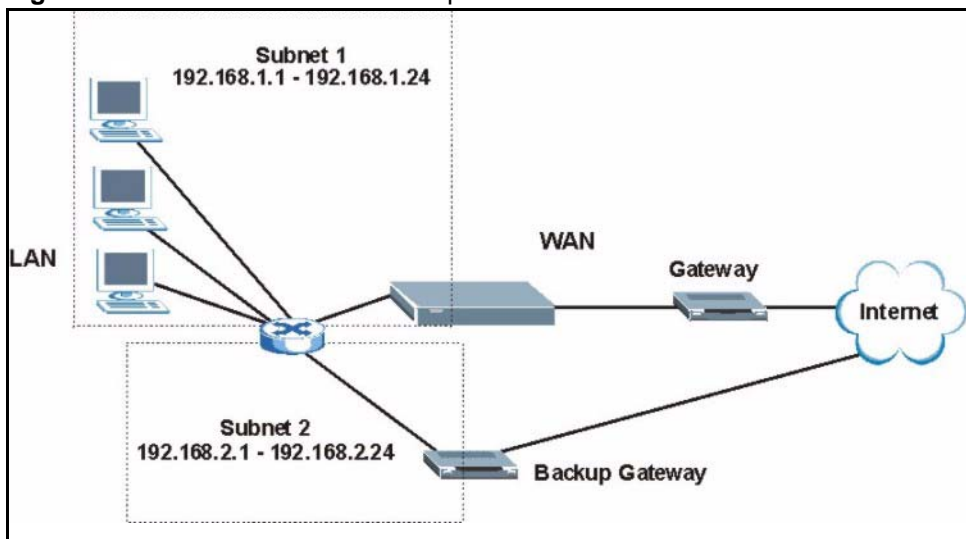 Subnet 1
192.168.1.1 - 192.168.1.24
LAN
WAN
Gateway
Internet
Subnet 2
192.168.2.1 - 192.168.2.24
Backup Gateway